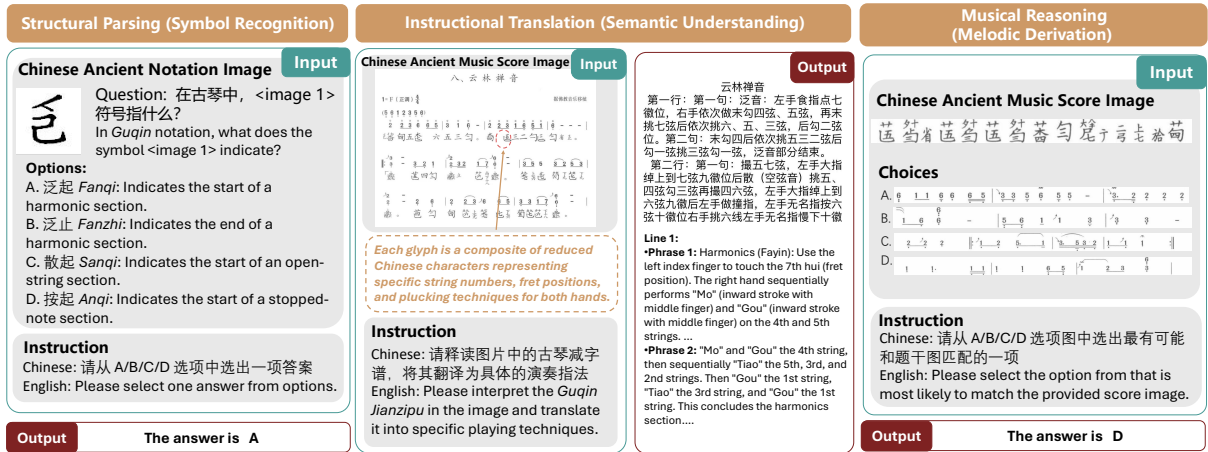 Structural Parsing (Symbol Recognition)
Input
Chinese Ancient Notation Image
Question: 在古琴中，<image 1>
符号指什么？
In Guqin notation, what does the
symbol <image 1> indicate?
Options:
A. 泛起 Fanqi: Indicates the start of a
harmonic section.
B. 泛止 Fanzhi: Indicates the end of a
harmonic section.
C. 散起 Sanqi: Indicates the start of an open-
string section.
D. 按起 Anqi: Indicates the start of a stopped-
note section.
Instruction
Chinese: 请从 A/B/C/D 选项中选出一项答案
English: Please select one answer from options.
Output
The answer is A
Instructional Translation (Semantic Understanding)
Chinese Ancient Music Score Image
Input
八、云林禅音
1=F（正调）
Each glyph is a composite of reduced
Chinese characters representing
specific string numbers, fret positions,
and plucking techniques for both hands.
Instruction
Chinese: 请释读图片中的古琴减字
谱，将其翻译为具体的演奏指法
English: Please interpret the Guqin
Jianzipu in the image and translate
it into specific playing techniques.
Output
云林禅音
第一行：第一句：泛音：左手食指点七
徽位，右手依次做末勾四弦、五弦，再末
挑七弦后依次挑六、五、三弦，后勾二弦
位。第二句：末勾四后依次挑五三二弦后
勾一弦挑三弦勾一弦，泛音部分结束。
第二行：第一句：撮五七弦，左手大指
绰上到七弦九徽位后散（空弦音）挑五、
四弦勾三弦再撮四六弦，左手大指绰上到
六弦九徽后左手做撞指，左手无名指按六
弦十徽位右手挑六线左手无名指慢下十徽
Line 1:
•Phrase 1: Harmonics (Fayin): Use the
left index finger to touch the 7th hui (fret
position). The right hand sequentially
performs "Mo" (inward stroke with
middle finger) and "Gou" (inward stroke
with middle finger) on the 4th and 5th
strings. ...
•Phrase 2: "Mo" and "Gou" the 4th string,
then sequentially "Tiao" the 5th, 3rd, and
2nd strings. Then "Gou" the 1st string,
"Tiao" the 3rd string, and "Gou" the 1st
string. This concludes the harmonics
section....
Musical Reasoning
(Melodic Derivation)
Input
Chinese Ancient Music Score Image
Choices
A.
B.
C.
D.
Instruction
Chinese: 请从 A/B/C/D 选项图中选出最有可能
和题干图匹配的一项
English: Please select the option from that is
most likely to match the provided score image.
Output
The answer is D